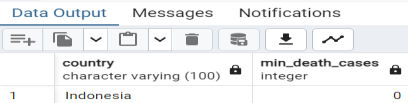 Data Output Messages Notifications
country min_death_cases
character varying (100) integer
1 Indonesia 0